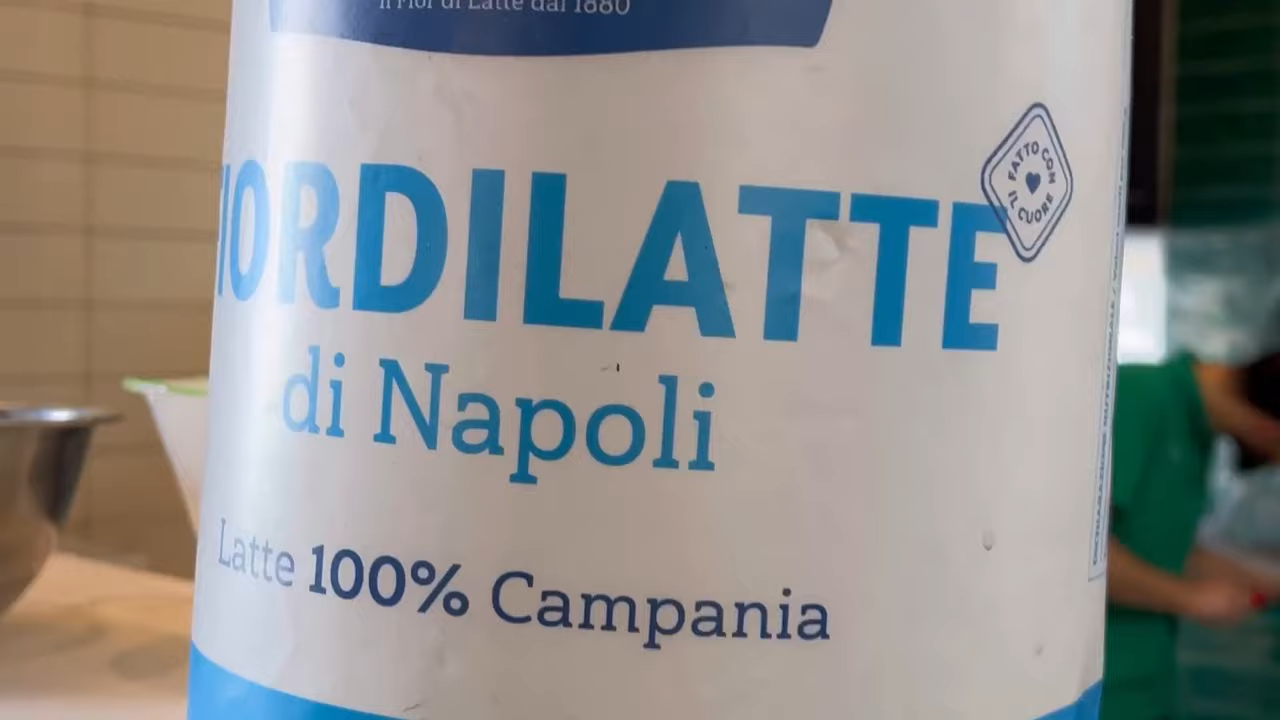 Il Fior di Latte dal 1880
IORDILATTE
FATTO CON
IL CUORE
di Napoli
Latte 100% Campania